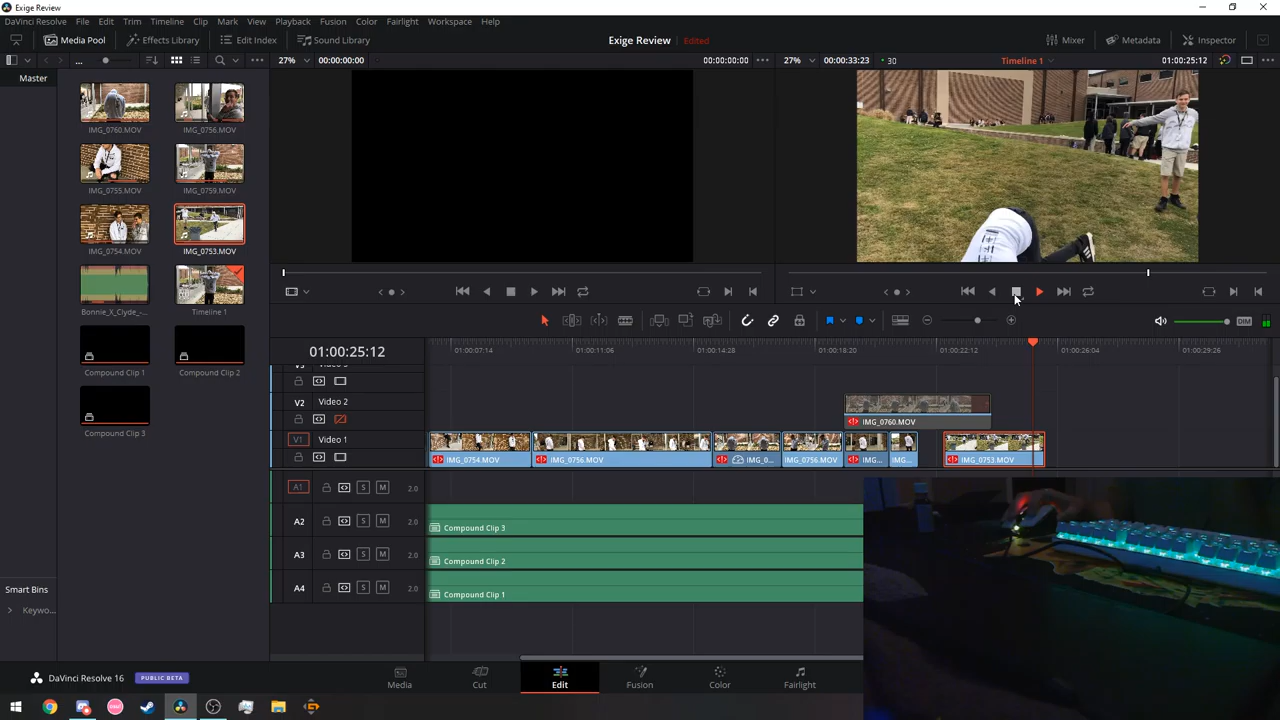 Exige Review
DaVinci Resolve File Edit Trim Timeline Clip Mark View Playback Fusion Color Fairlight Workspace Help
Media Pool Effects Library Edit Index Sound Library Exige Review Edited Mixer Metadata Inspector
... 27% 00:00:00:00 00:00:00:00 27% 00:00:33:23 30 Timeline 1 01:00:25:12
Master
IMG_0760.MOV IMG_0756.MOV
IMG_0755.MOV IMG_0759.MOV
IMG_0754.MOV IMG_0753.MOV
Bonnie_X_Clyde_-... Timeline 1
Compound Clip 1 Compound Clip 2
Compound Clip 3
DIM
01:00:25:12 01:00:07:14 01:00:11:06 01:00:14:28 01:00:18:20 01:00:22:12 01:00:26:04 01:00:29:26
V2 Video 2
IMG_0760.MOV
V1 Video 1
IMG_0754.MOV IMG_0756.MOV IMG_0... IMG_0756.MOV IMG... IMG... IMG_0753.MOV
A1 S M 2.0
A2 S M 2.0 Compound Clip 3
A3 S M 2.0 Compound Clip 2
A4 S M 2.0 Compound Clip 1
Smart Bins
Keywo...
DaVinci Resolve 16 PUBLIC BETA Media Cut Edit Fusion Color Fairlight